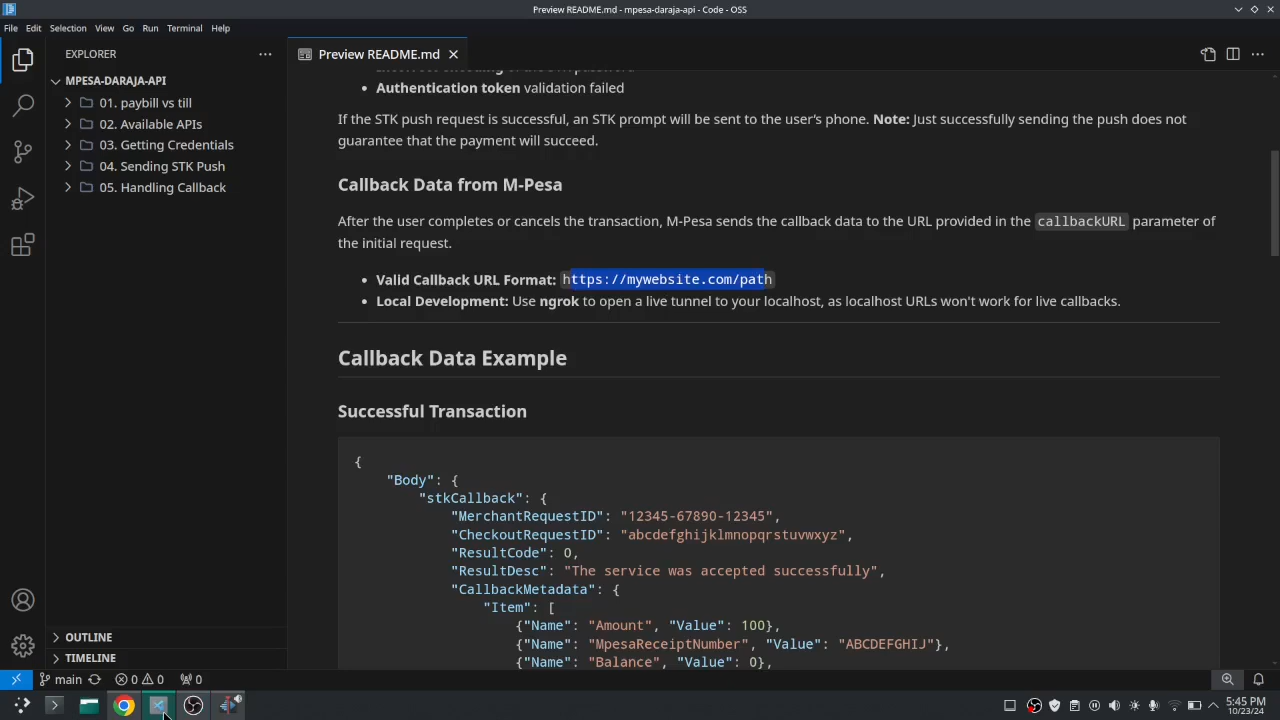 Preview README.md - mpesa-daraja-api - Code - OSS
File Edit Selection View Go Run Terminal Help
EXPLORER
Preview README.md
MPESA-DARAJA-API
01. paybill vs till
02. Available APIs
03. Getting Credentials
04. Sending STK Push
05. Handling Callback
OUTLINE
TIMELINE
Authentication token validation failed
If the STK push request is successful, an STK prompt will be sent to the user's phone. Note: Just successfully sending the push does not
guarantee that the payment will succeed.
Callback Data from M-Pesa
After the user completes or cancels the transaction, M-Pesa sends the callback data to the URL provided in the callbackURL parameter of
the initial request.
• Valid Callback URL Format: https://mywebsite.com/path
• Local Development: Use ngrok to open a live tunnel to your localhost, as localhost URLs won't work for live callbacks.
Callback Data Example
Successful Transaction
{
"Body": {
"stkCallback": {
"MerchantRequestID": "12345-67890-12345",
"CheckoutRequestID": "abcdefghijklmnopqrstuvwxyz",
"ResultCode": 0,
"ResultDesc": "The service was accepted successfully",
"CallbackMetadata": {
"Item": [
{"Name": "Amount", "Value": 100},
{"Name": "MpesaReceiptNumber", "Value": "ABCDEFGHIJ"},
{"Name": "Balance", "Value": 0},
main 0 0 0
5:45 PM
10/23/24